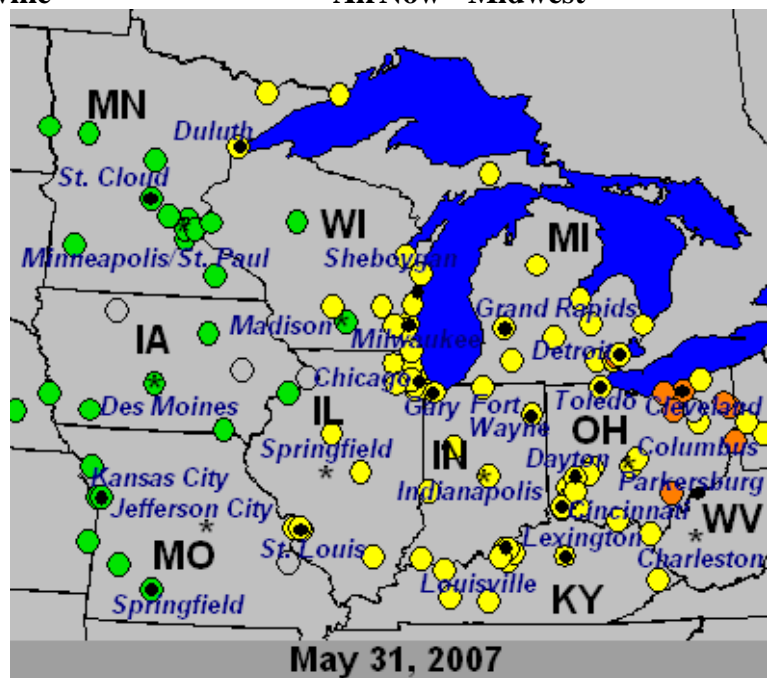 AirNow - Midwest
MN
Duluth
St. Cloud
WI
MI
Minneapolis/St. Paul
Sheboygan
Grand Rapids
Madison
Milwaukee
IA
Detroit
Chicago
Toledo
Cleveland
Des Moines
IL
Gary
Fort
Wayne
OH
Springfield
IN
Columbus
Dayton
Kansas City
Indianapolis
Parkersburg
Jefferson City
Cincinnati
WV
MO
St. Louis
Lexington
Charleston
Springfield
Louisville
KY
May 31, 2007